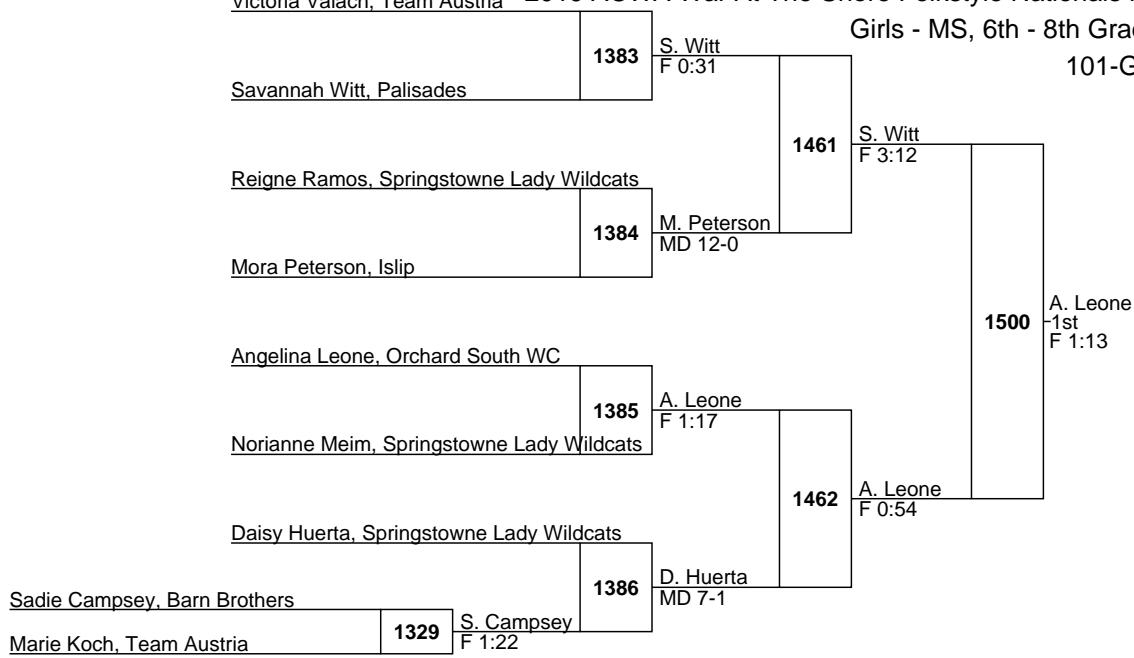 Victoria Valach, Team Austria
Girls - MS, 6th - 8th
101-
1383
S. Witt
F 0:31
Savannah Witt, Palisades
1461
S. Witt
F 3:12
Reigne Ramos, Springstowne Lady Wildcats
1384
M. Peterson
MD 12-0
Mora Peterson, Islip
1500
A. Leone
1st
F 1:13
Angelina Leone, Orchard South WC
1385
A. Leone
F 1:17
Norianne Meim, Springstowne Lady Wildcats
1462
A. Leone
F 0:54
Daisy Huerta, Springstowne Lady Wildcats
1386
D. Huerta
MD 7-1
Sadie Campsey, Barn Brothers
1329
S. Campsey
F 1:22
Marie Koch, Team Austria